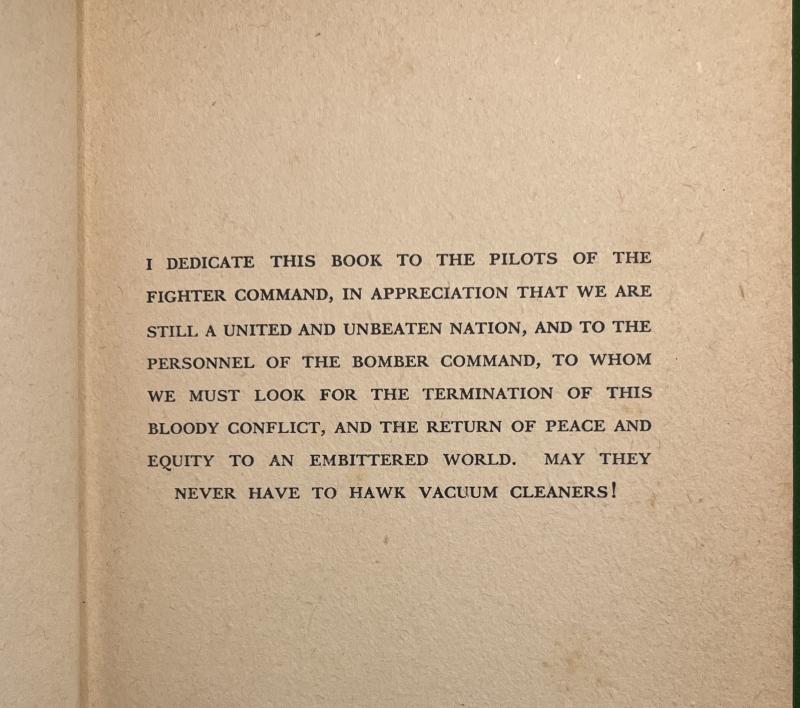 I DEDICATE THIS BOOK TO THE PILOTS OF THE
FIGHTER COMMAND, IN APPRECIATION THAT WE ARE
STILL A UNITED AND UNBEATEN NATION, AND TO THE
PERSONNEL OF THE BOMBER COMMAND, TO WHOM
WE MUST LOOK FOR THE TERMINATION OF THIS
BLOODY CONFLICT, AND THE RETURN OF PEACE AND
EQUITY TO AN EMBITTERED WORLD. MAY THEY
NEVER HAVE TO HAWK VACUUM CLEANERS!